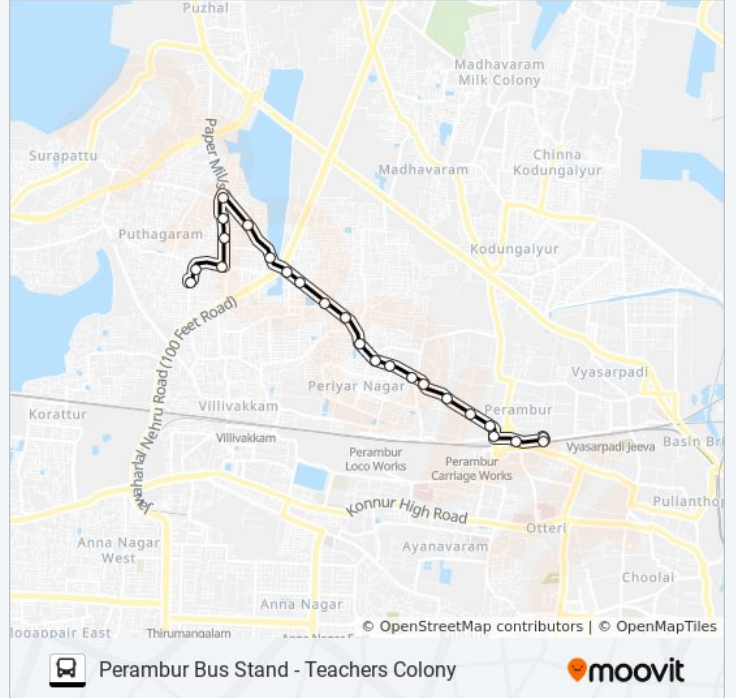 Puzhal
Madhavaram
Milk Colony
Paper Mills
Surapattu
Madhavaram
Chinna
Kodungaiyur
Puthagaram
Kodungaiyur
Jawaharlal Nehru Road (100 Feet Road)
Vyasarpadi
Periyar Nagar
Korattur
Villivakkam
Perambur
Villivakkam
Vyasarpadi Jeeva
Basin Bri
Perambur
Loco Works
Perambur
Carriage Works
Pulianthop
Konnur High Road
Otteri
Anna Nagar
West
Ayanavaram
Choolai
Anna Nagar
Mogappair East
Thirumangalam
© OpenStreetMap contributors | © OpenMapTiles
Perambur Bus Stand - Teachers Colony
moovit